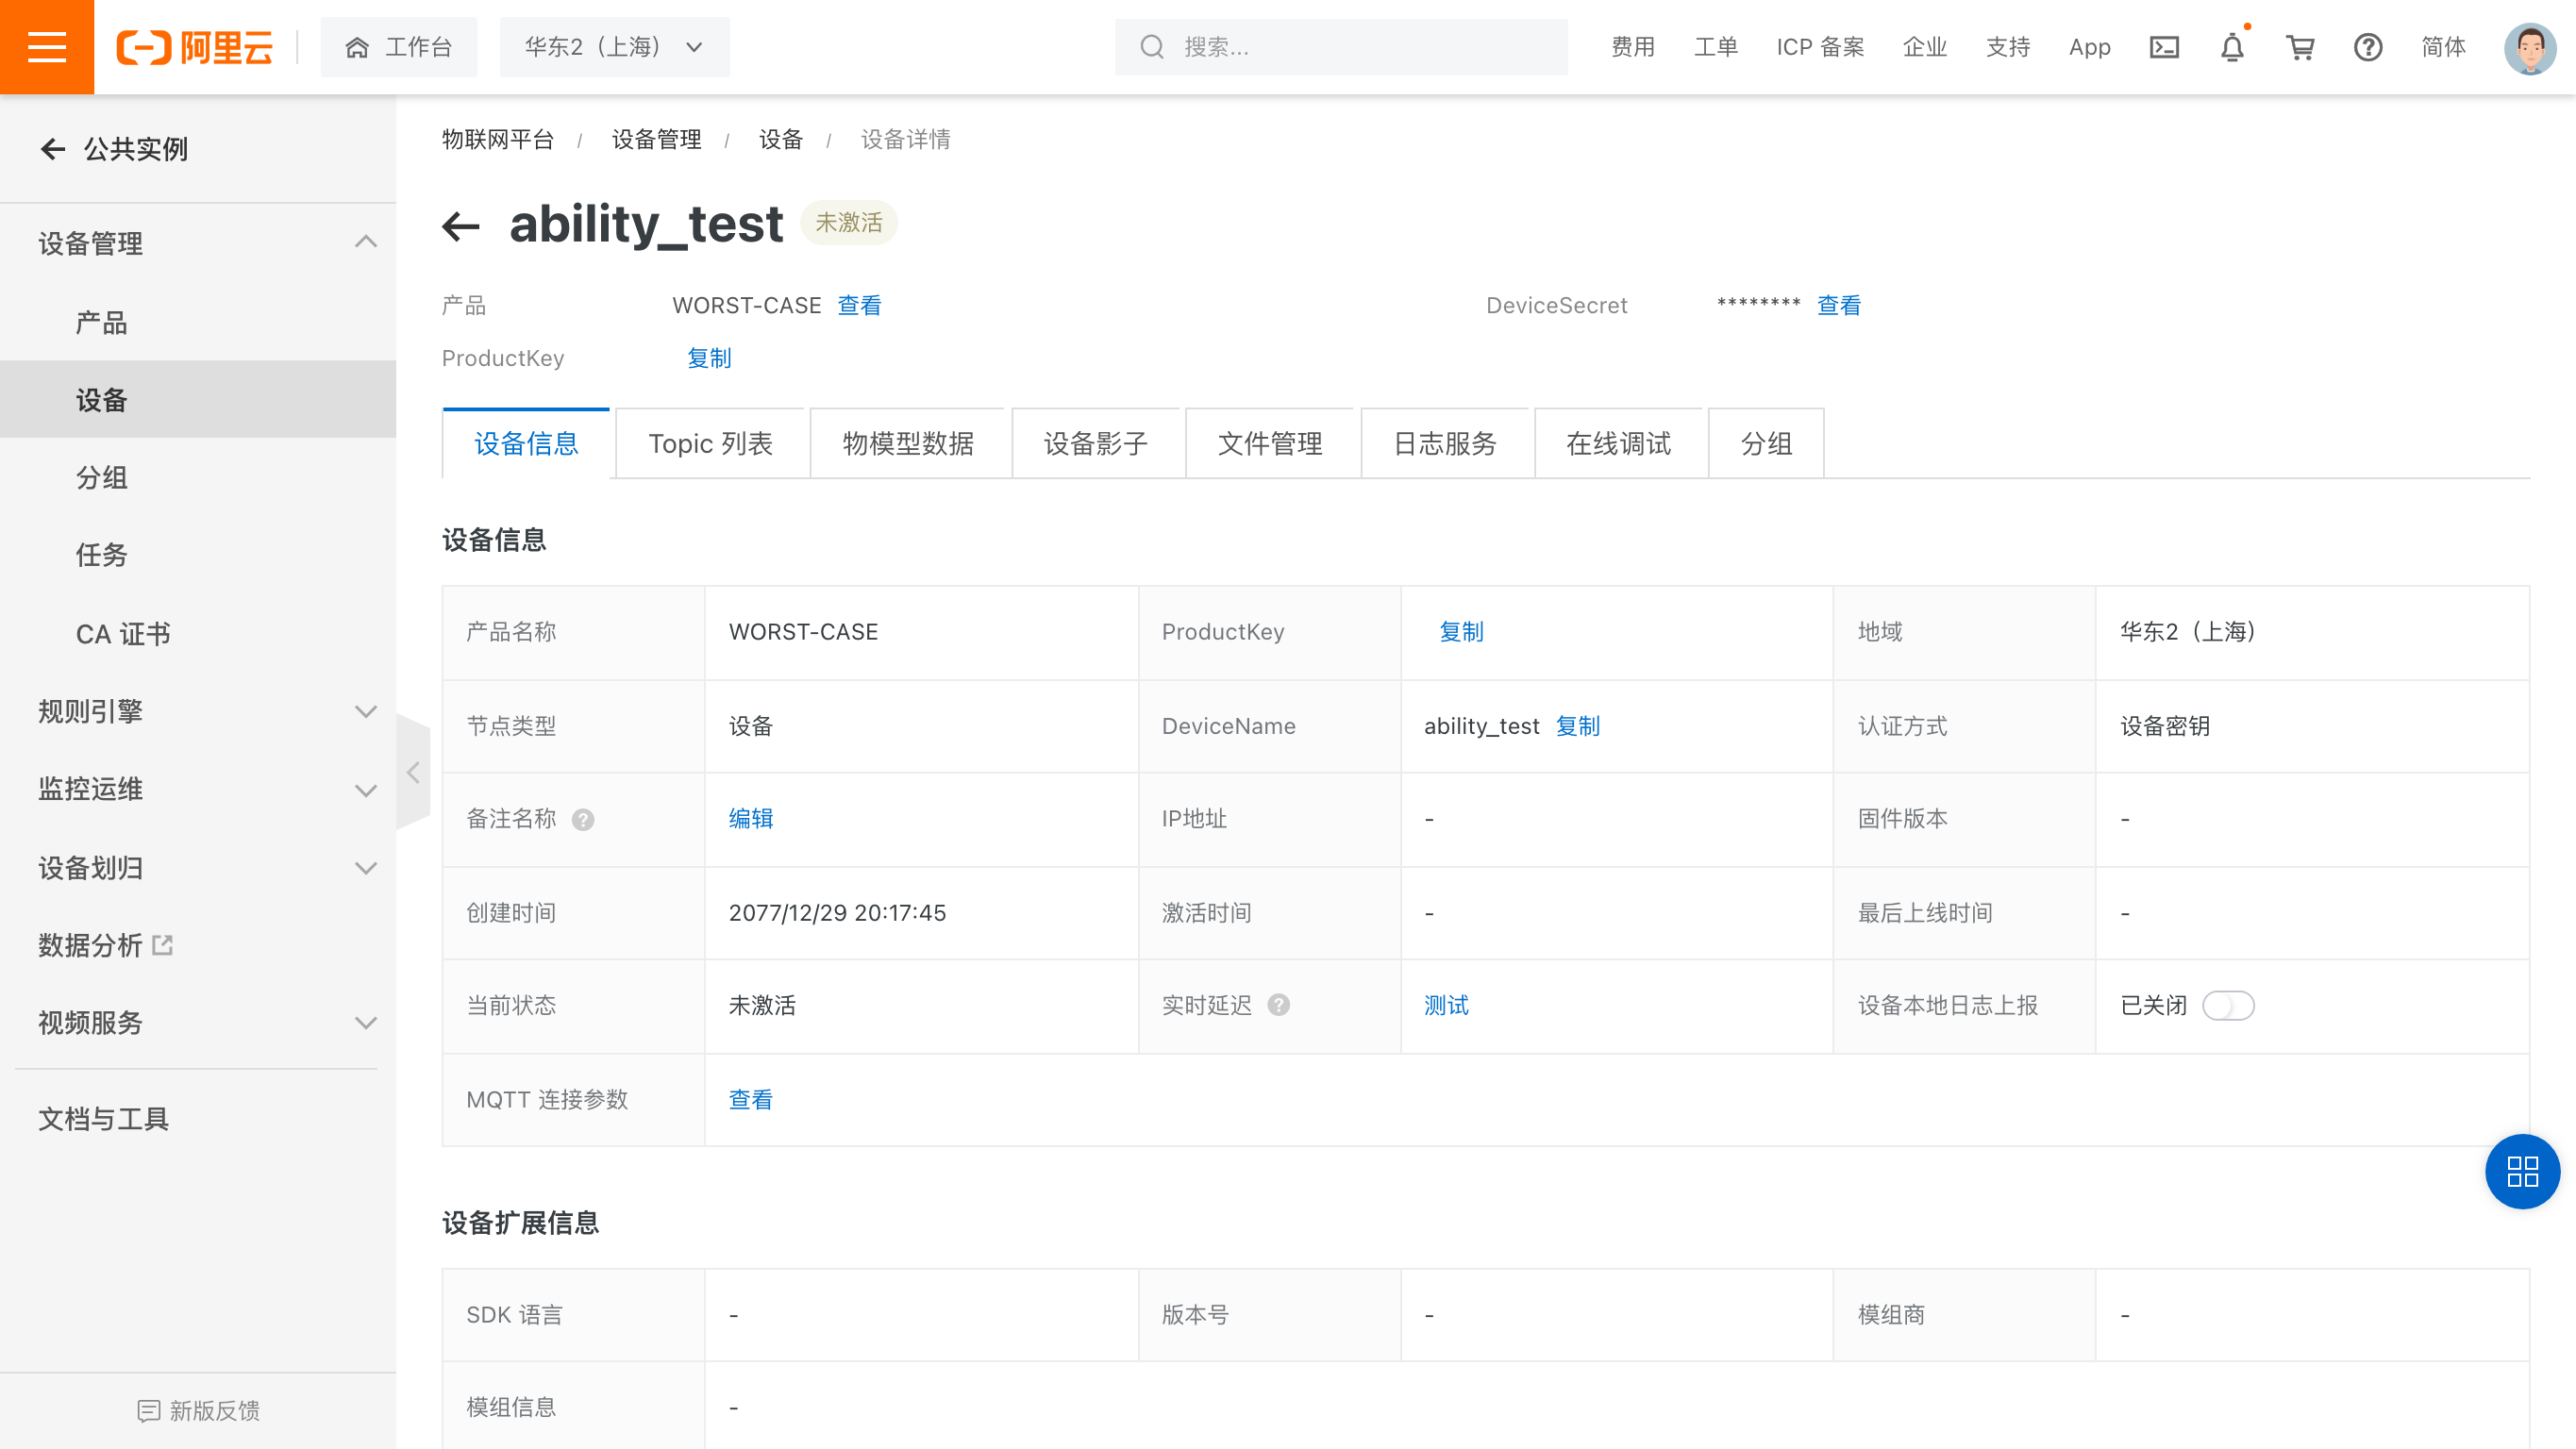 阿里云
工作台
华东2（上海）
搜索...
费用
工单
ICP 备案
企业
支持
App
简体
公共实例
设备管理
产品
设备
分组
任务
CA 证书
规则引擎
监控运维
设备划归
数据分析
视频服务
文档与工具
新版反馈
物联网平台 / 设备管理 / 设备 / 设备详情
ability_test 未激活
产品 WORST-CASE 查看 DeviceSecret ******** 查看
ProductKey 复制
设备信息 Topic 列表 物模型数据 设备影子 文件管理 日志服务 在线调试 分组
设备信息
产品名称 WORST-CASE ProductKey 复制 地域 华东2（上海）
节点类型 设备 DeviceName ability_test 复制 认证方式 设备密钥
备注名称 ? 编辑 IP地址 - 固件版本 -
创建时间 2077/12/29 20:17:45 激活时间 - 最后上线时间 -
当前状态 未激活 实时延迟 ? 测试 设备本地日志上报 已关闭
MQTT 连接参数 查看
设备扩展信息
SDK 语言 - 版本号 - 模组商 -
模组信息 -